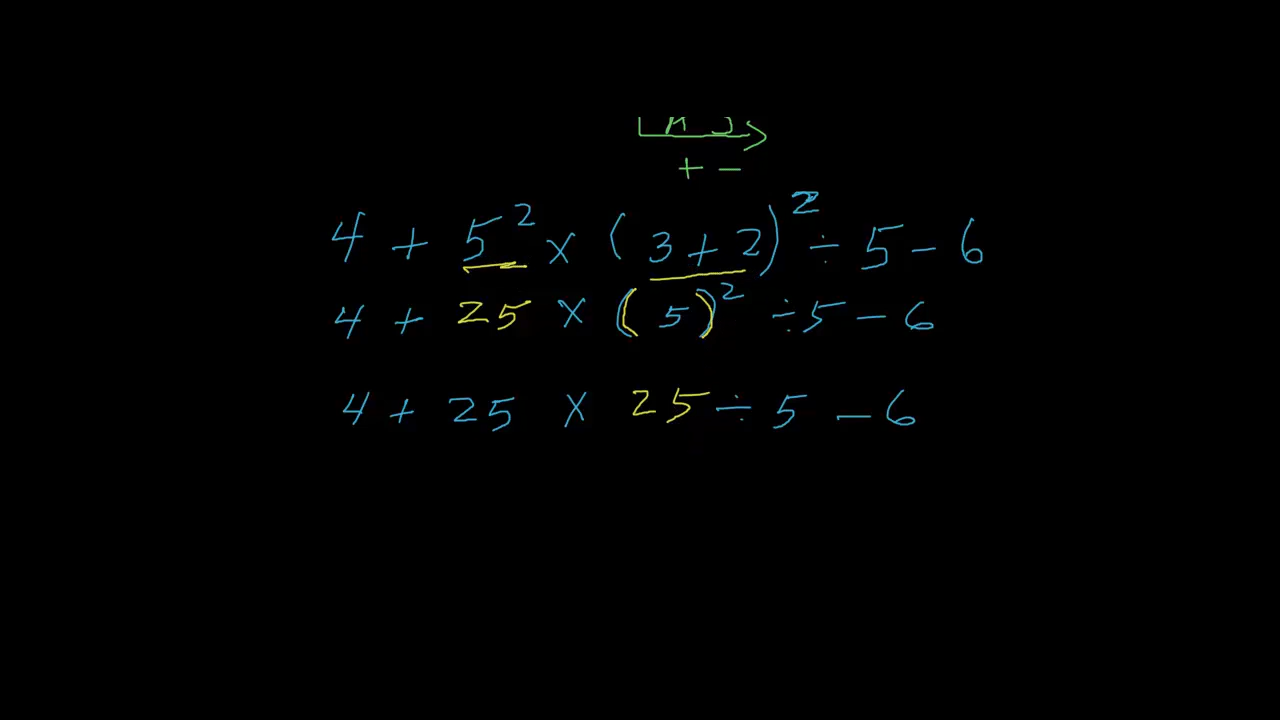 + −
4 + 5² × (3 + 2)² ÷ 5 − 6
4 + 25 × (5)² ÷ 5 − 6
4 + 25 × 25 ÷ 5 − 6